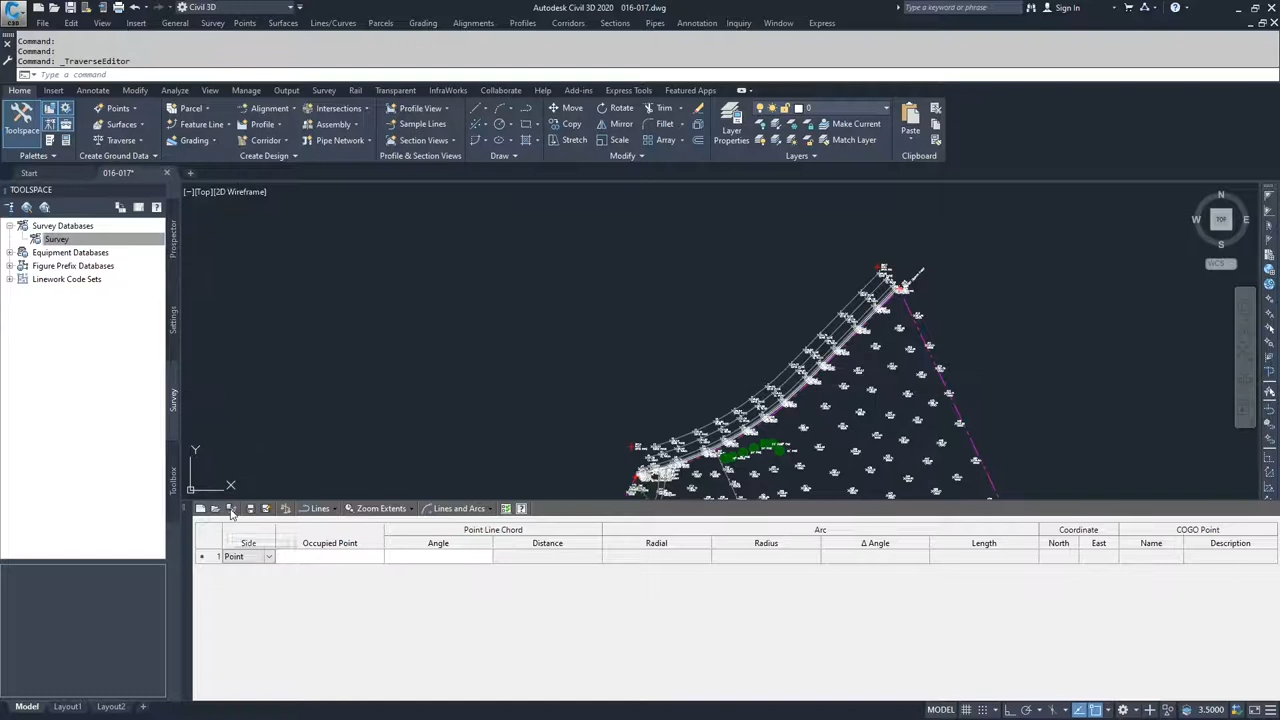 C3D
Civil 3D
Autodesk Civil 3D 2020 016-017.dwg
Type a keyword or phrase
Sign In
File Edit View Insert General Survey Points Surfaces Lines/Curves Parcels Grading Alignments Profiles Corridors Sections Pipes Annotation Inquiry Window Express
Command:
Command:
Command: _TraverseEditor
Type a command
Home Insert Annotate Modify Analyze View Manage Output Survey Rail Transparent InfraWorks Collaborate Help Add-ins Express Tools Featured Apps
Parcel Alignment Intersections Profile View Move Rotate Trim 0
Points
Toolspace Surfaces Feature Line Profile Assembly Sample Lines Copy Mirror Fillet Layer Properties Make Current Paste
Traverse Grading Corridor Pipe Network Section Views Stretch Scale Array Match Layer
Palettes Create Ground Data Create Design Profile & Section Views Draw Modify Layers Clipboard
Start 016-017*
TOOLSPACE
[−][Top][2D Wireframe]
N
W TOP E
S
WCS
Survey Databases
Survey
Equipment Databases
Figure Prefix Databases
Linework Code Sets
Prospector
Settings
Survey
Toolbox
Y
X
Lines Zoom Extents Lines and Arcs
Point Line Chord Arc Coordinate COGO Point
Side Occupied Point Angle Distance Radial Radius Δ Angle Length North East Name Description
1 Point
Model Layout1 Layout2
MODEL 3.5000